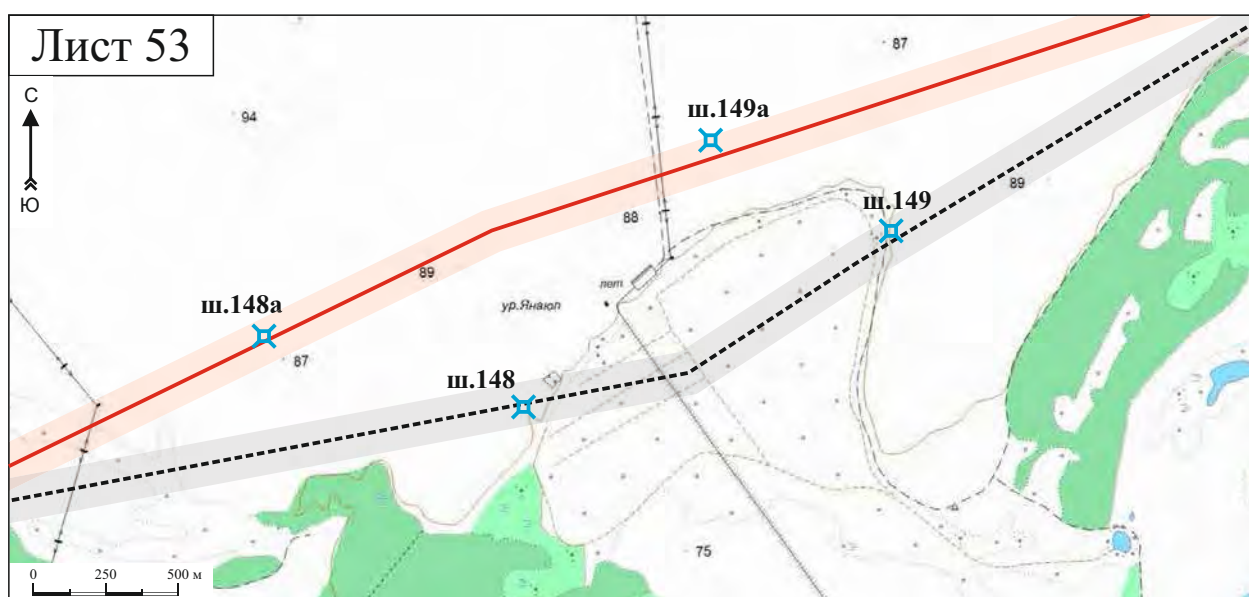 Лист 53
87
С
94
ш.149а
Ю
89
ш.149
88
89
лет
ур.Янаюл
ш.148а
87
ш.148
75
0 250 500 м